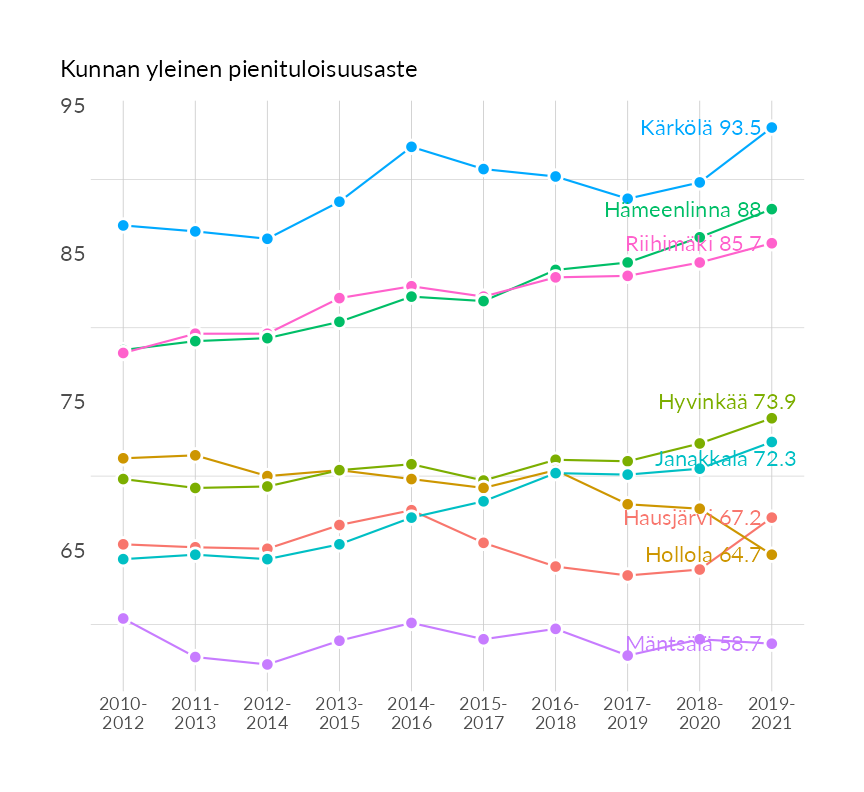 Kunnan yleinen pienituloisuusaste
95
Kärkölä 93.5
Hämeenlinna 88
Riihimäki 85.7
85
75
Hyvinkää 73.9
Janakkala 72.3
Hausjärvi 67.2
65
Hollola 64.7
Mäntsälä 58.7
2010- 2011- 2012- 2013- 2014- 2015- 2016- 2017- 2018- 2019-
2012 2013 2014 2015 2016 2017 2018 2019 2020 2021